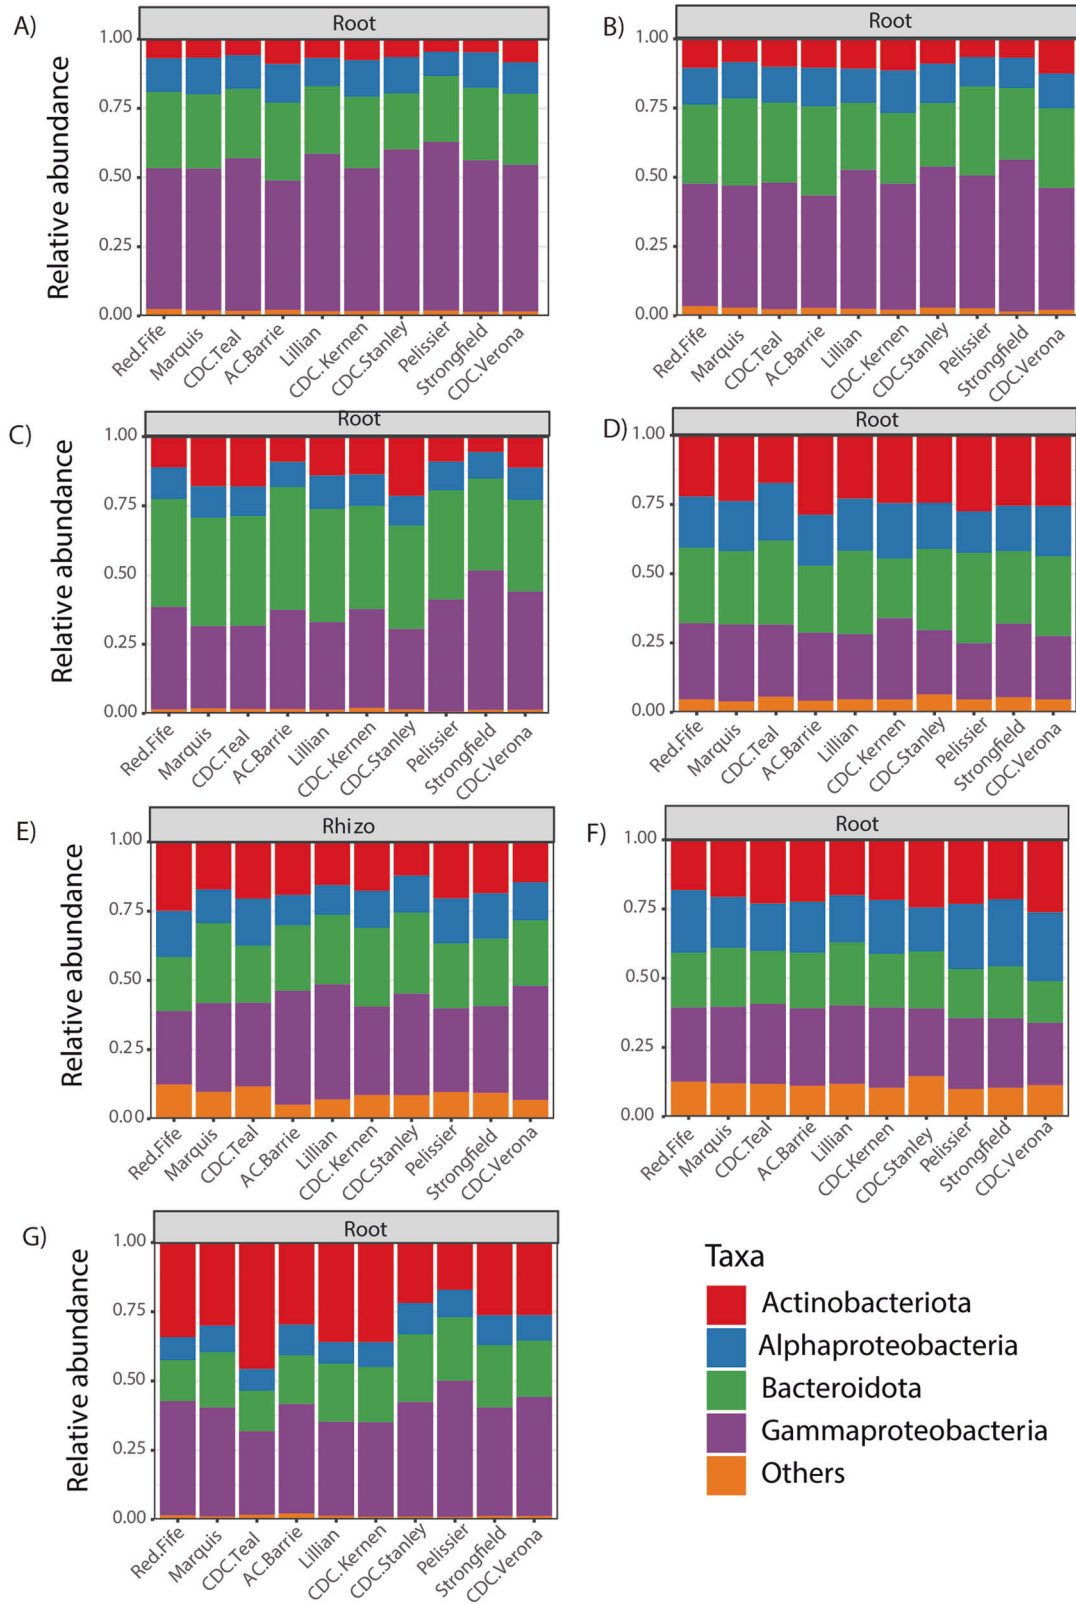 A)
Root
Relative abundance
1.00
0.75
0.50
0.25
0.00
Red.Fife
Marquis
CDC.Teal
AC.Barrie
Lillian
CDC.Kernen
CDC.Stanley
Pelissier
Strongfield
CDC.Verona
B)
Root
1.00
0.75
0.50
0.25
0.00
Red.Fife
Marquis
CDC.Teal
AC.Barrie
Lillian
CDC. Kernen
CDC.Stanley
Pelissier
Strongfield
CDC.Verona
C)
Root
Relative abundance
1.00
0.75
0.50
0.25
0.00
Red.Fife
Marquis
CDC.Teal
AC.Barrie
Lillian
CDC. Kernen
CDC.Stanley
Pelissier
Strongfield
CDC.Verona
D)
Root
1.00
0.75
0.50
0.25
0.00
Red.Fife
Marquis
CDC.Teal
AC.Barrie
Lillian
CDC. Kernen
CDC.Stanley
Pelissier
Strongfield
CDC.Verona
E)
Rhizo
Relative abundance
1.00
0.75
0.50
0.25
0.00
Red.Fife
Marquis
CDC.Teal
AC.Barrie
Lillian
CDC. Kernen
CDC.Stanley
Pelissier
Strongfield
CDC.Verona
F)
Root
1.00
0.75
0.50
0.25
0.00
Red.Fife
Marquis
CDC.Teal
AC.Barrie
Lillian
CDC.Kernen
CDC.Stanley
Pelissier
Strongfield
CDC.Verona
G)
Root
Relative abundance
1.00
0.75
0.50
0.25
0.00
Red.Fife
Marquis
CDC.Teal
AC.Barrie
Lillian
CDC. Kernen
CDC.Stanley
Pelissier
Strongfield
CDC.Verona
Taxa
Actinobacteriota
Alphaproteobacteria
Bacteroidota
Gammaproteobacteria
Others